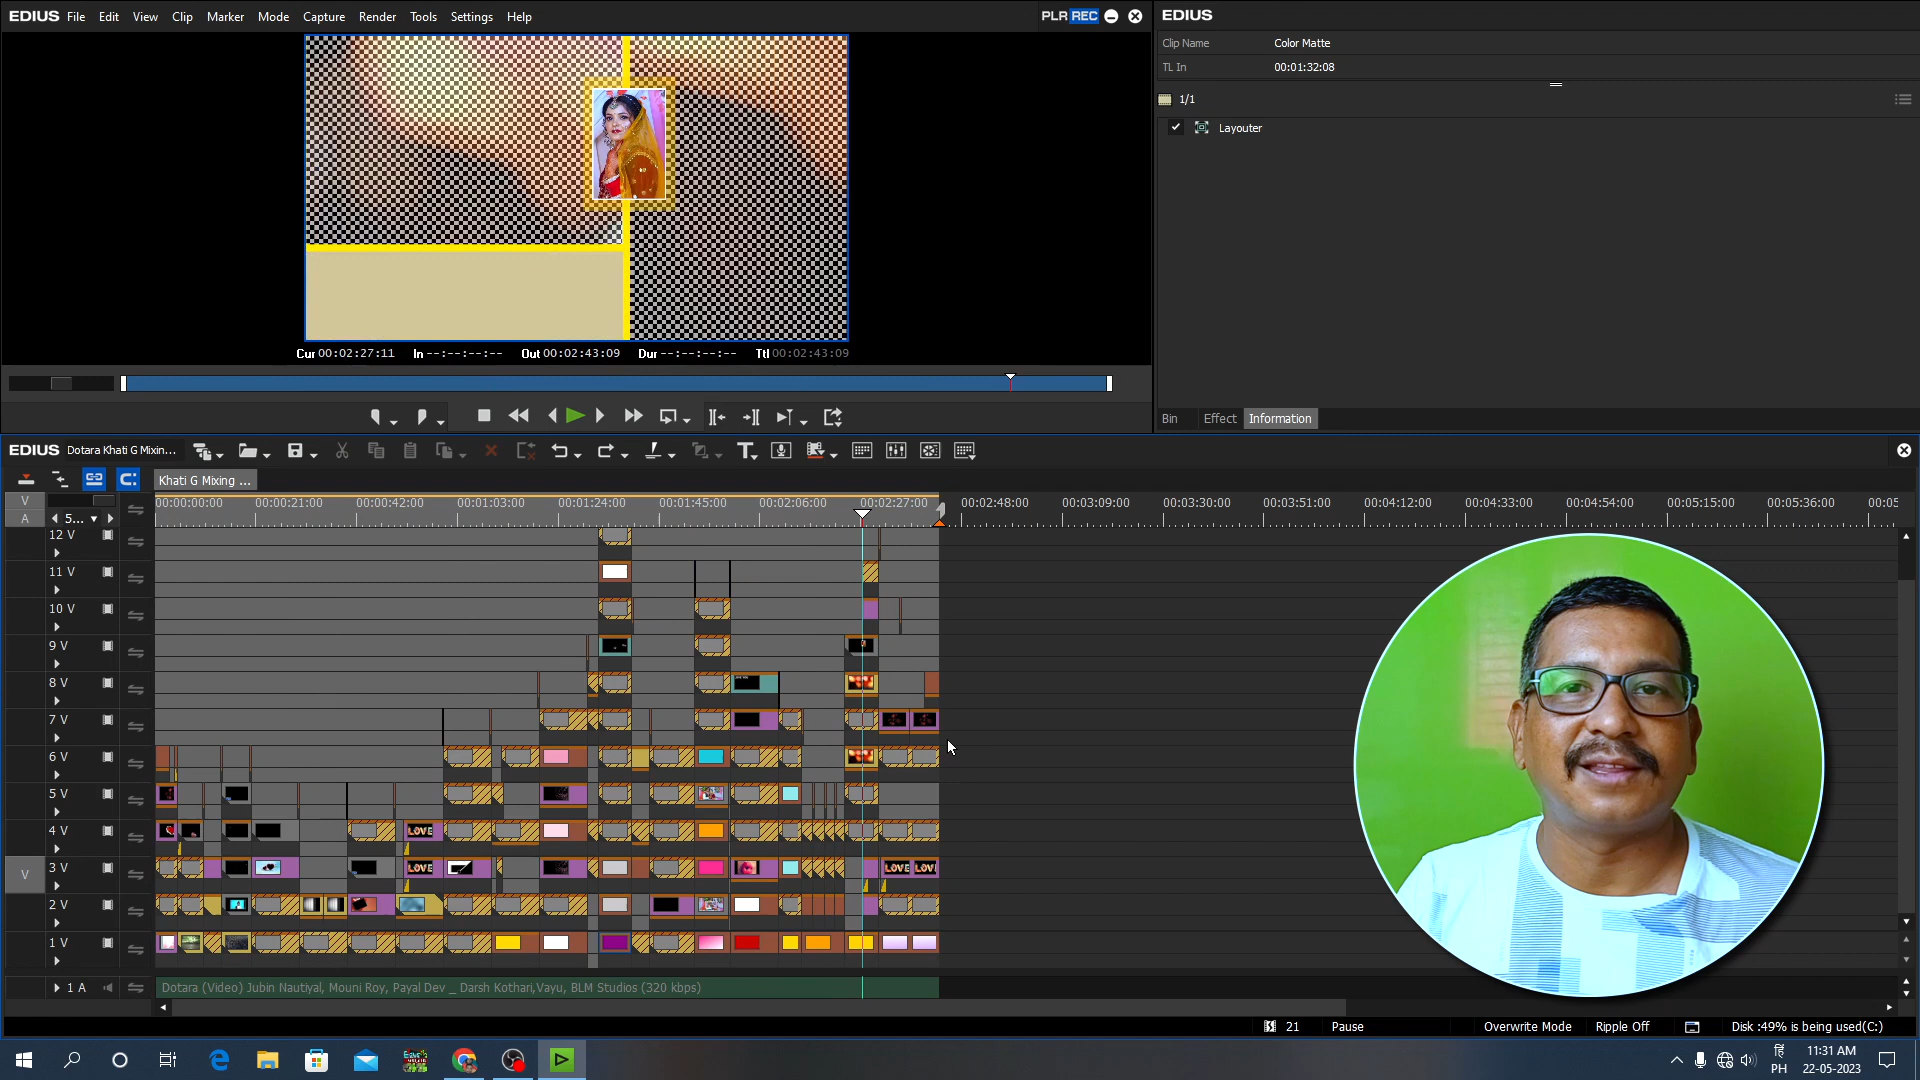 EDIUS File Edit View Clip Marker Mode Capture Render Tools Settings Help
PLR REC
EDIUS
Clip Name Color Matte
TL In 00:01:32:08
1/1
Layouter
Cur 00:02:27:11 In --:--:--:-- Out 00:02:43:09 Dur --:--:--:-- Ttl 00:02:43:09
Bin Effect Information
EDIUS Dotara Khati G Mixin...
Khati G Mixing ...
V 00:00:00:00 00:00:21:00 00:00:42:00 00:01:03:00 00:01:24:00 00:01:45:00 00:02:06:00 00:02:27:00 00:02:48:00 00:03:09:00 00:03:30:00 00:03:51:00 00:04:12:00 00:04:33:00 00:04:54:00 00:05:15:00 00:05:36:00 00:05
A 5...
12 V
11 V
10 V
9 V
8 V
7 V
6 V
5 V
4 V LOVE
V 3 V LOVE LOVE LOV
2 V
1 V
1 A Dotara (Video) Jubin Nautiyal, Mouni Roy, Payal Dev _ Darsh Kothari,Vayu, BLM Studios (320 kbps)
21 Pause Overwrite Mode Ripple Off Disk :49% is being used(C:)
हि 11:31 AM
PH 22-05-2023